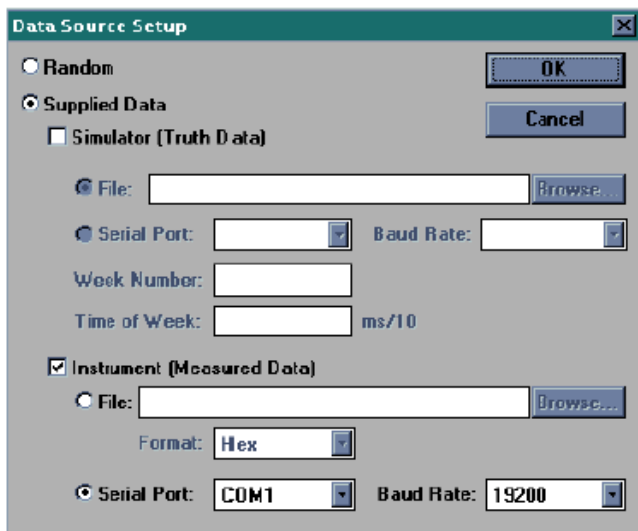 Data Source Setup
Random
OK
Supplied Data
Cancel
Simulator (Truth Data)
File: Browse...
Serial Port: Baud Rate:
Week Number:
Time of Week: ms/10
Instrument (Measured Data)
File: Browse...
Format: Hex
Serial Port: COM1 Baud Rate: 19200